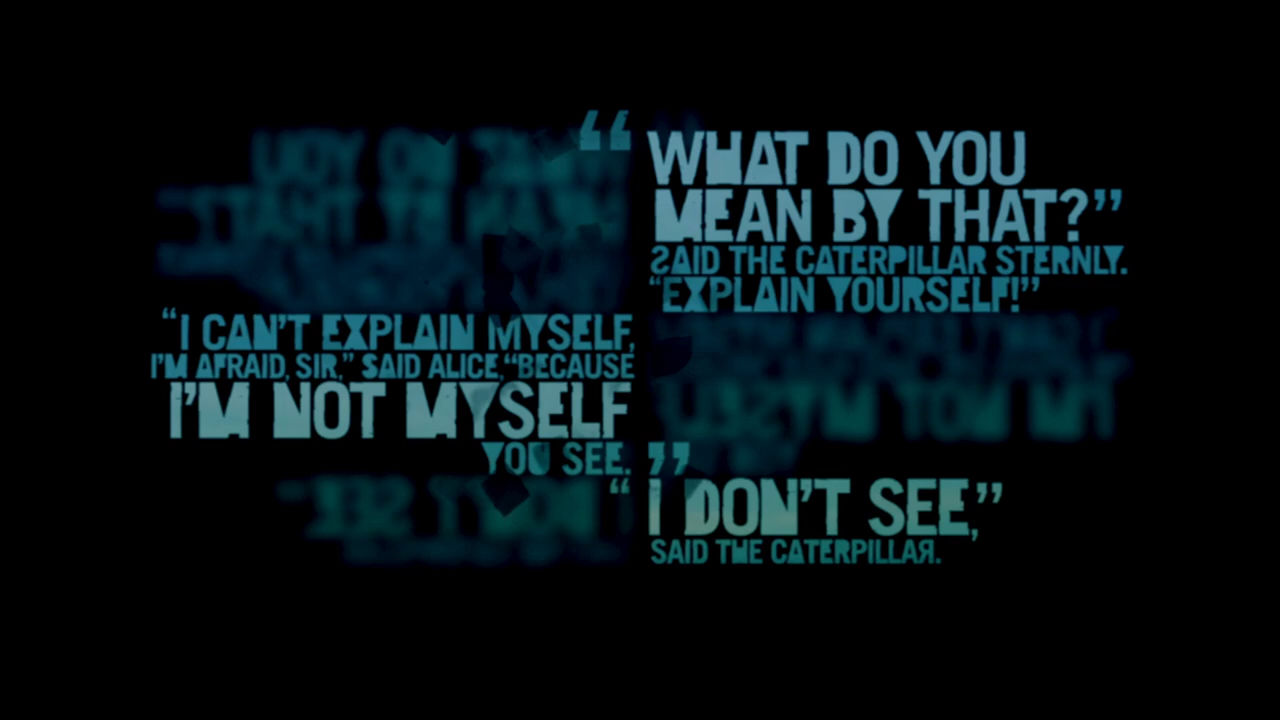 “WHAT DO YOU
MEAN BY THAT?”
SAID THE CATERPILLAR STERNLY.
“EXPLAIN YOURSELF!”
“I CAN’T EXPLAIN MYSELF,
I’M AFRAID, SIR,” SAID ALICE, “BECAUSE
I’M NOT MYSELF
YOU SEE.”
“I DON’T SEE,”
SAID THE CATERPILLAR.